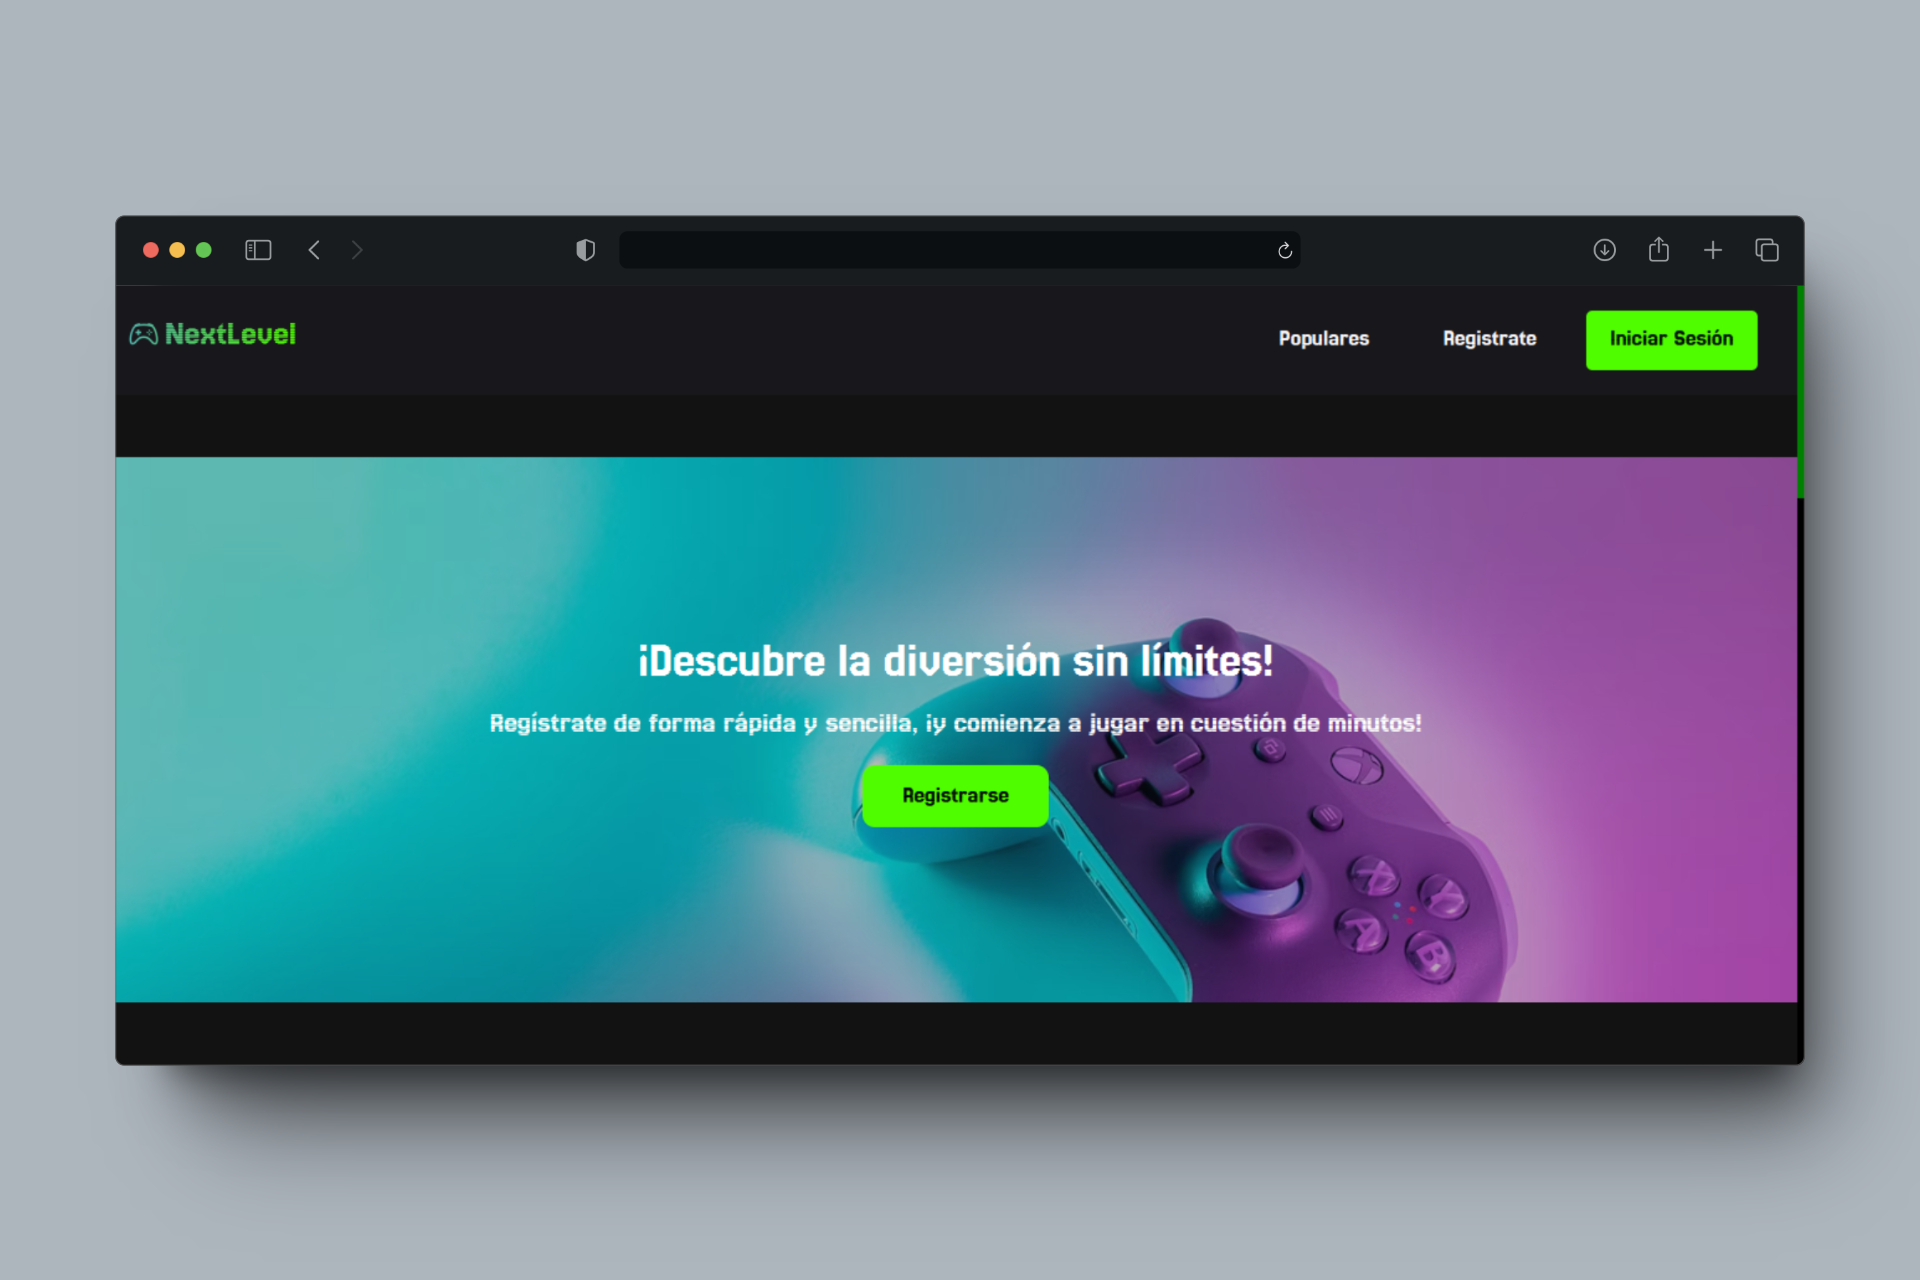 NextLevel
Populares
Registrate
Iniciar Sesión
¡Descubre la diversión sin límites!
Regístrate de forma rápida y sencilla, ¡y comienza a jugar en cuestión de minutos!
Registrarse
X
Y
A
B